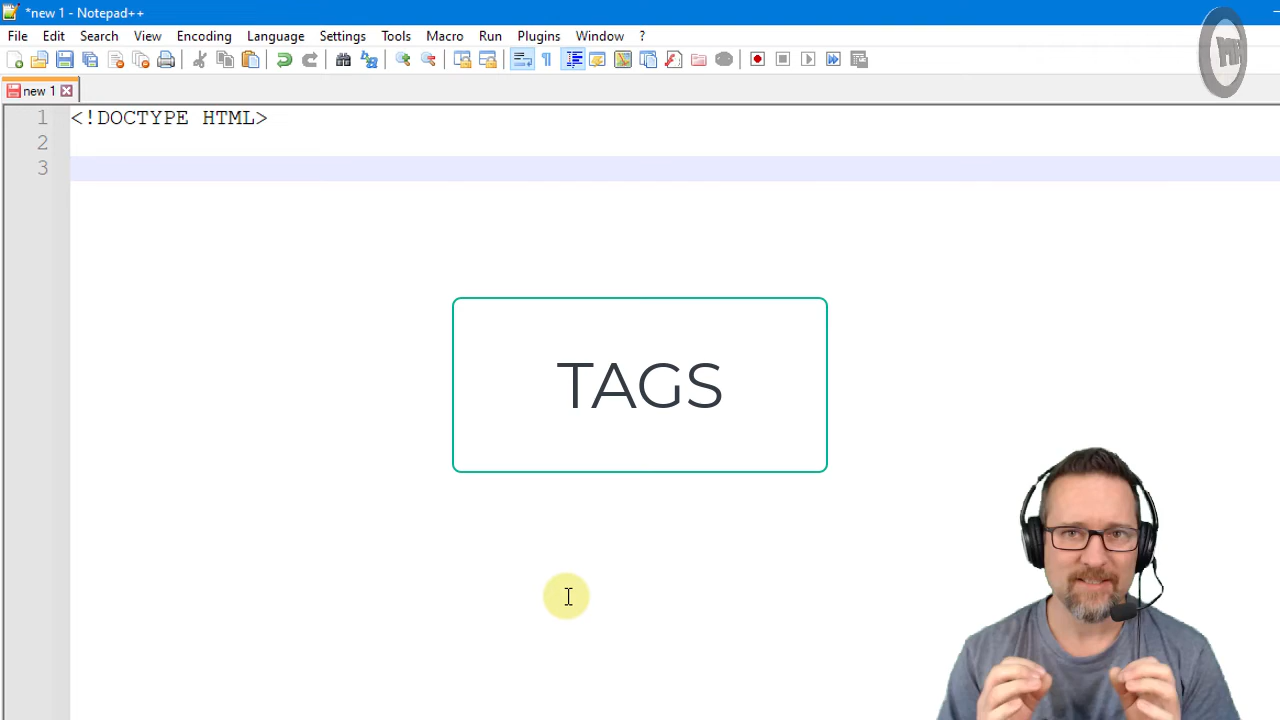 *new 1 - Notepad++
File Edit Search View Encoding Language Settings Tools Macro Run Plugins Window ?
new 1
1 <!DOCTYPE HTML>
2
3
TAGS